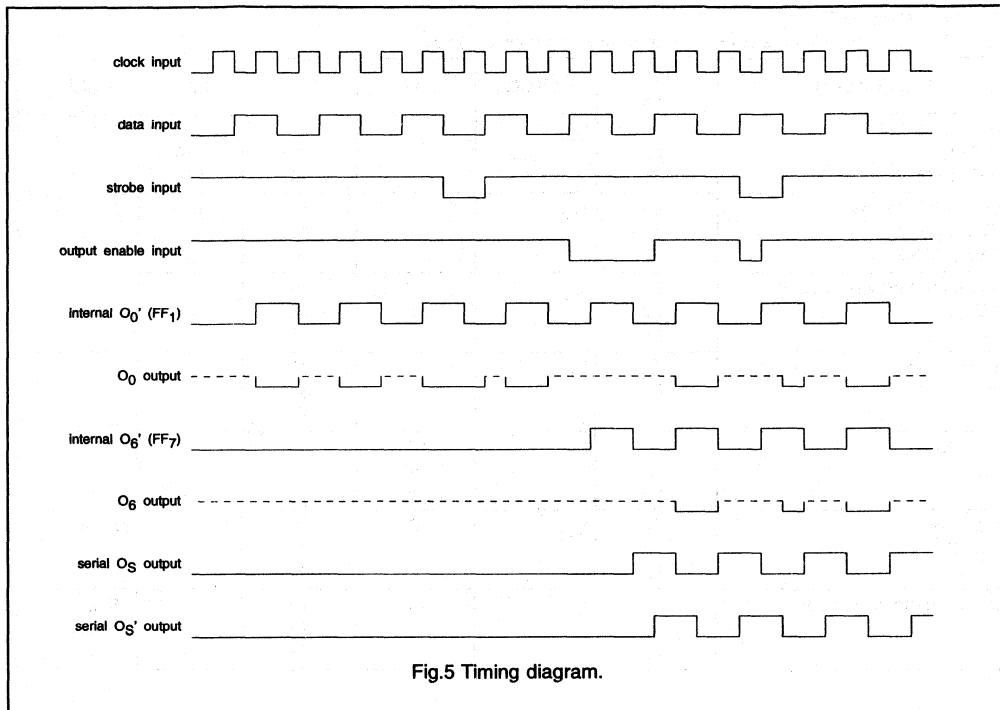 clock input
data input
strobe input
output enable input
internal O0' (FF1)
O0 output
internal O6' (FF7)
O6 output
serial OS output
serial OS' output
Fig.5 Timing diagram.